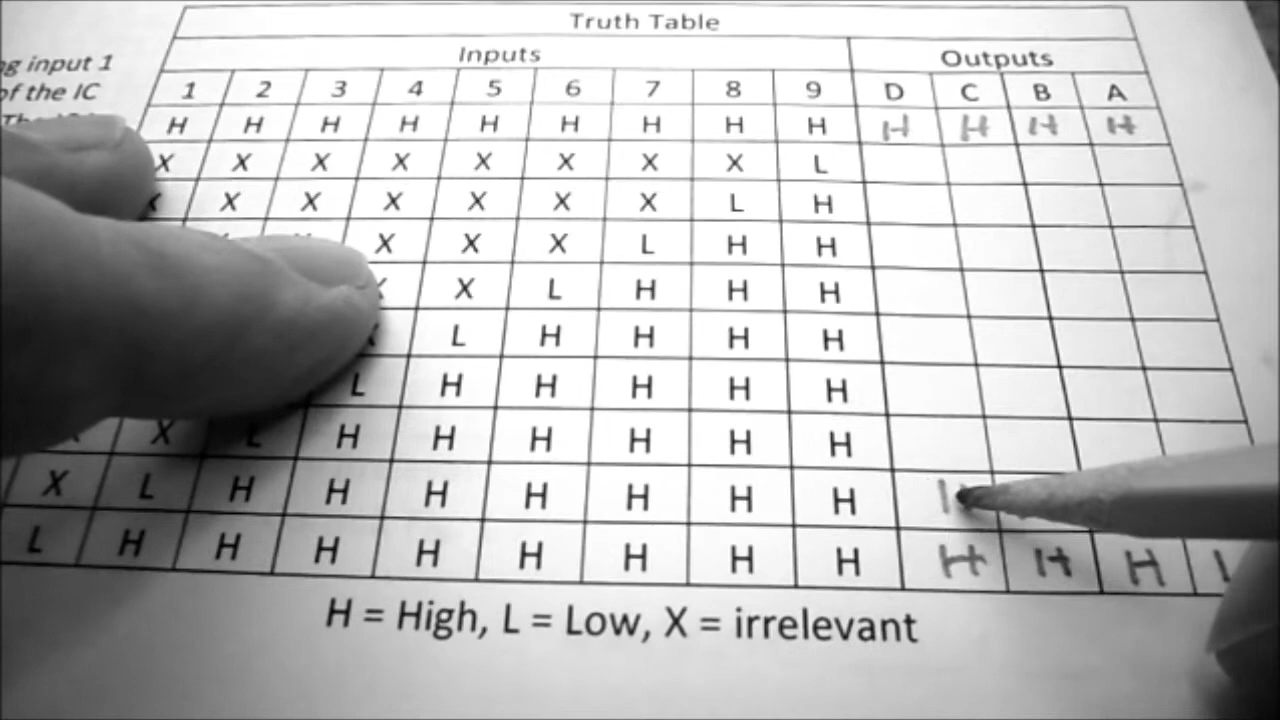 Truth Table
Inputs Outputs
ng input 1
of the IC
1 2 3 4 5 6 7 8 9 D C B A
H H H H H H H H H H H H H
X X X X X X X X L
X X X X X X L H
X X X L H H
X L H H H
L H H H H
L H H H H H
X L H H H H H H
X L H H H H H H H
L H H H H H H H H H H H
H = High, L = Low, X = irrelevant